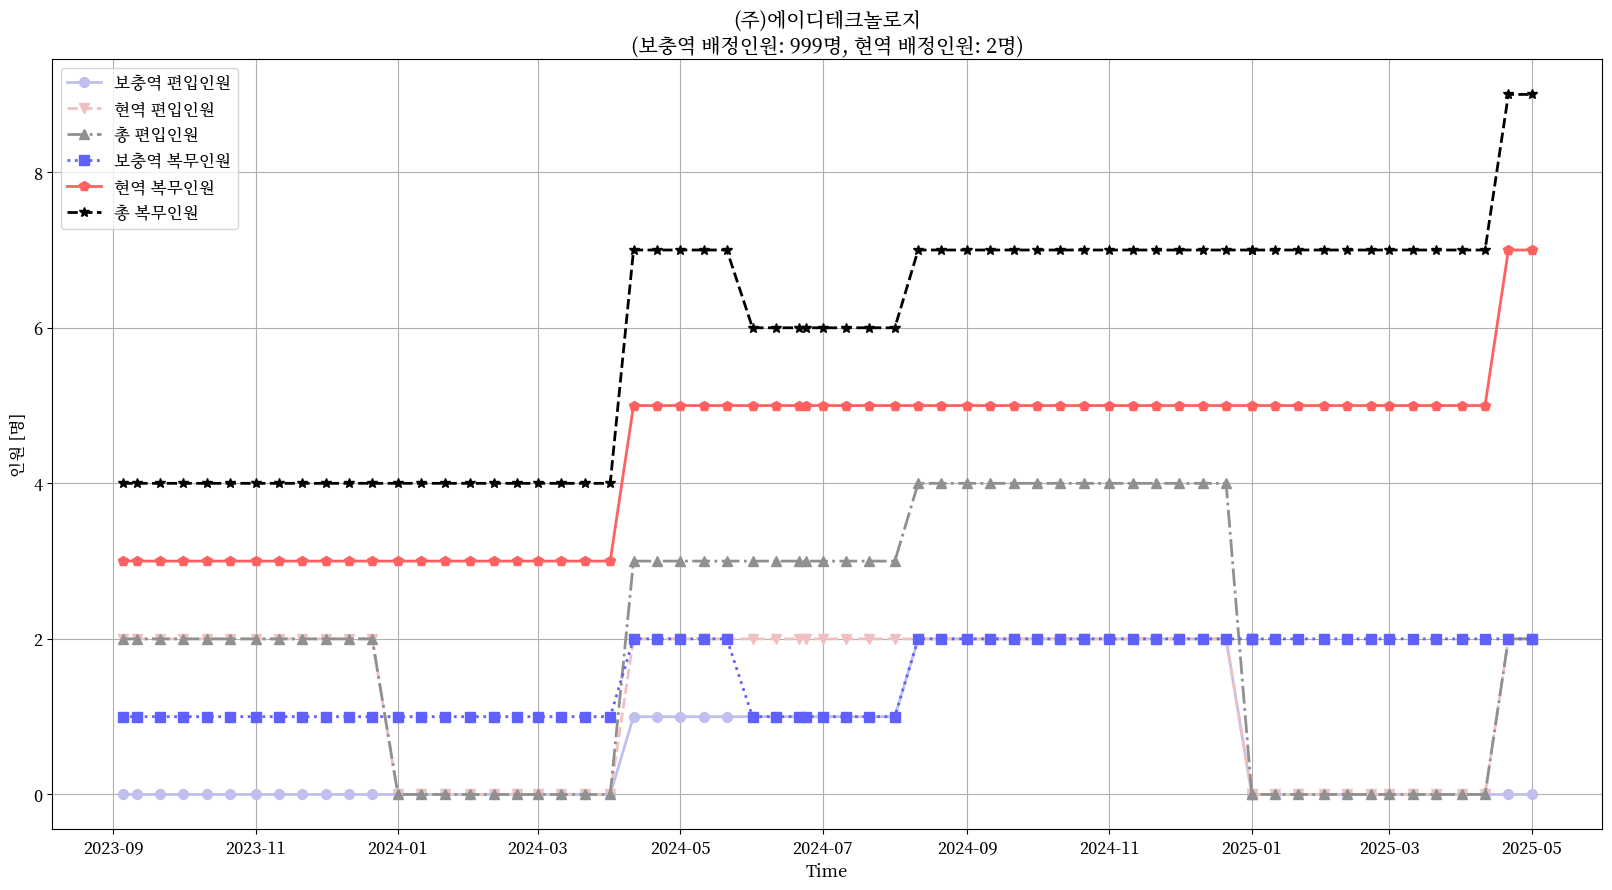 (주)에이디테크놀로지
(보충역 배정인원: 999명, 현역 배정인원: 2명)
보충역 편입인원
현역 편입인원
총 편입인원
보충역 복무인원
현역 복무인원
총 복무인원
인원 [명]
8
6
4
2
0
2023-09
2023-11
2024-01
2024-03
2024-05
2024-07
2024-09
2024-11
2025-01
2025-03
2025-05
Time